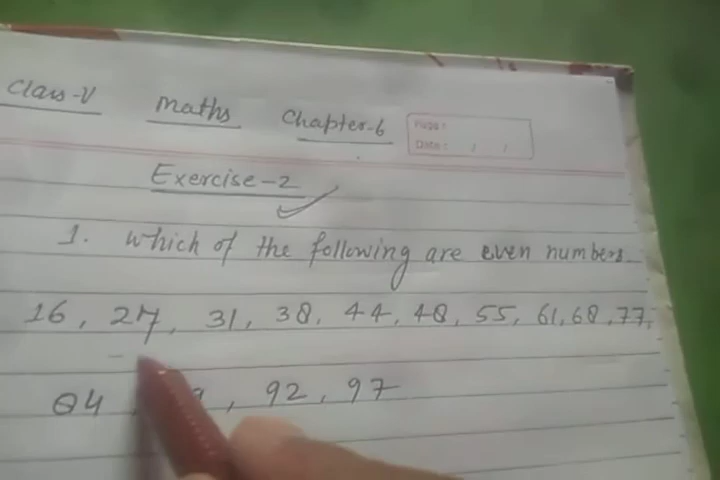 Class-V Maths Chapter-6
Page:
Date: / /
Exercise-2
1. Which of the following are even numbers
16, 27, 31, 38, 44, 48, 55, 61, 68, 77,
84, , 92, 97